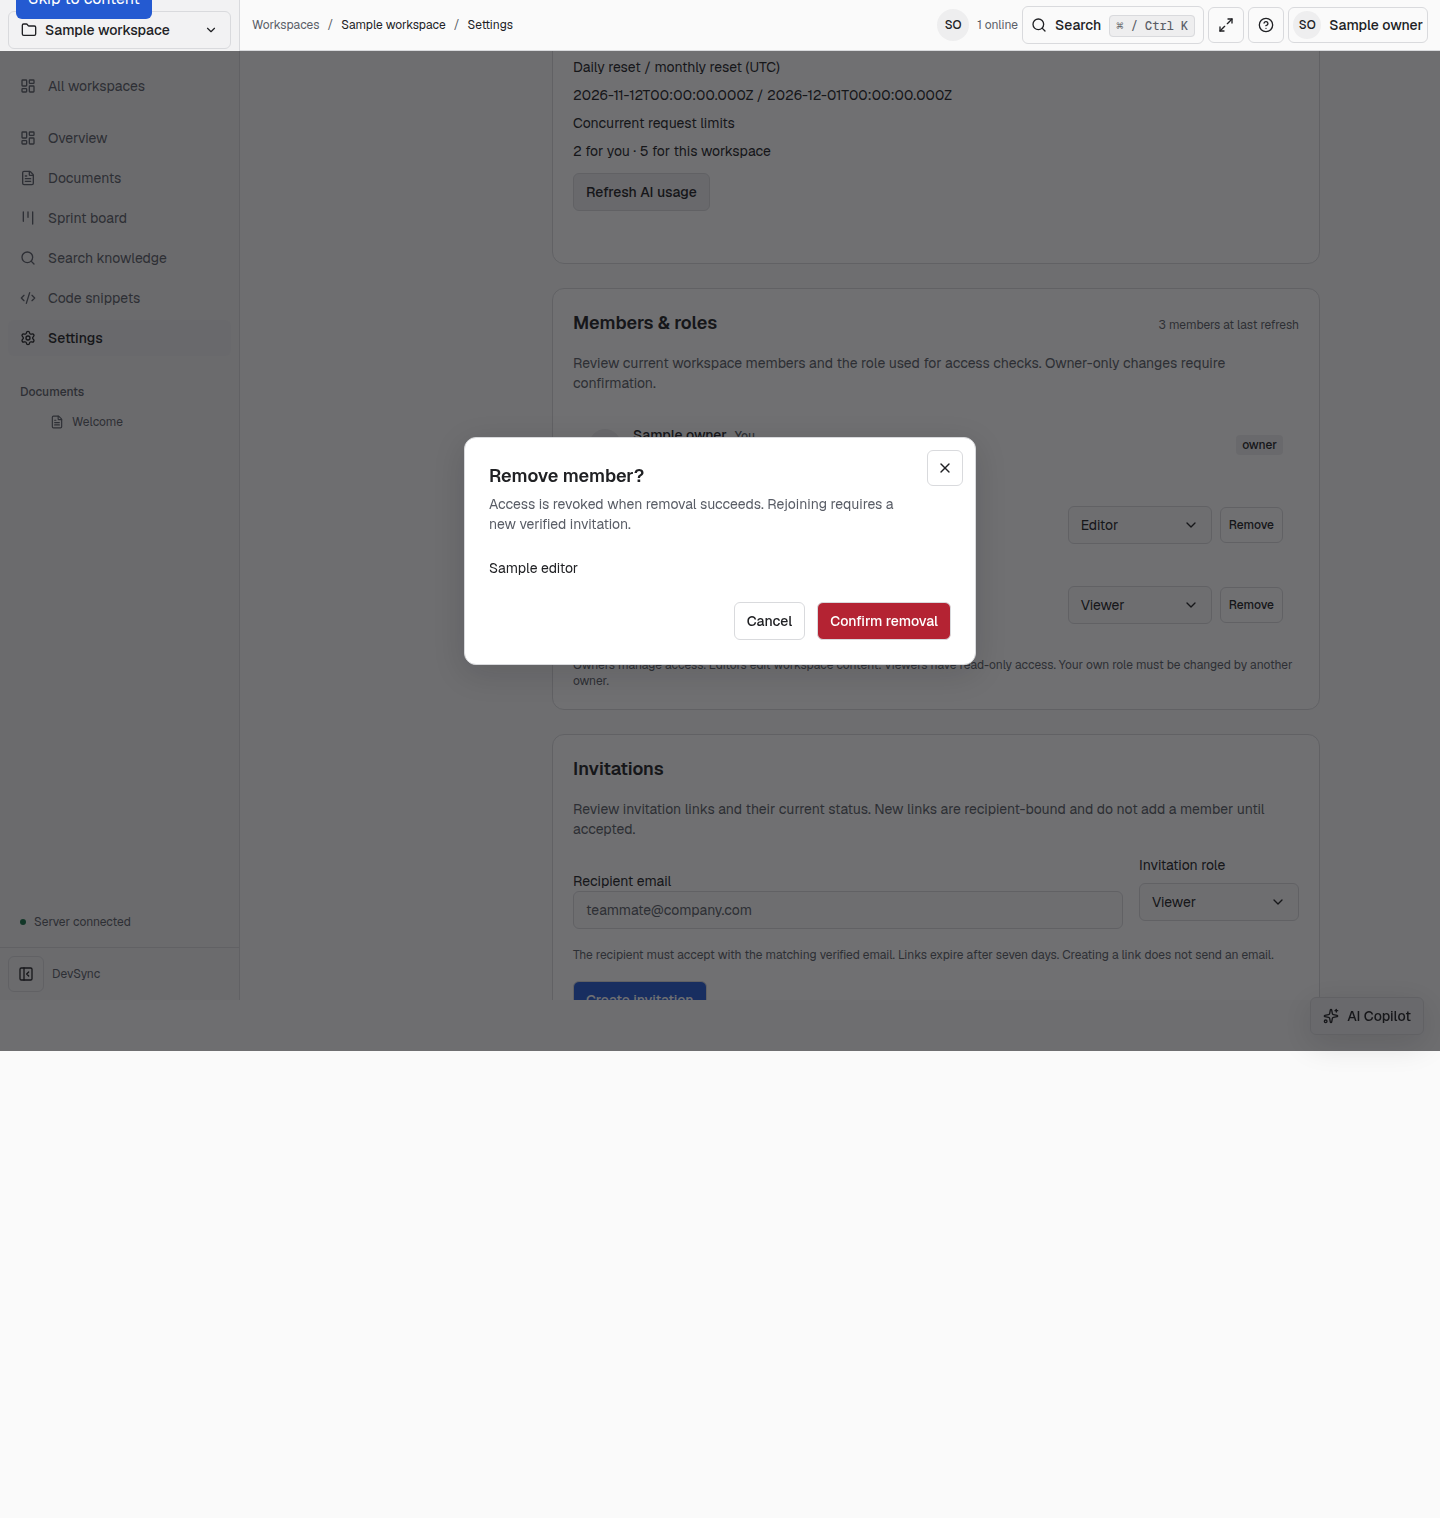 Skip to content
Sample workspace
Workspaces / Sample workspace / Settings
SO 1 online
Search ⌘ / Ctrl K
SO Sample owner
All workspaces
Overview
Documents
Sprint board
Search knowledge
Code snippets
Settings
Documents
Welcome
Server connected
DevSync
Daily reset / monthly reset (UTC)
2026-11-12T00:00:00.000Z / 2026-12-01T00:00:00.000Z
Concurrent request limits
2 for you · 5 for this workspace
Refresh AI usage
Members & roles
3 members at last refresh
Review current workspace members and the role used for access checks. Owner-only changes require
confirmation.
Sample owner You
owner
Editor Remove
Viewer Remove
Remove member?
Access is revoked when removal succeeds. Rejoining requires a
new verified invitation.
Sample editor
Cancel Confirm removal
Owners manage access. Editors edit workspace content. Viewers have read-only access. Your own role must be changed by another
owner.
Invitations
Review invitation links and their current status. New links are recipient-bound and do not add a member until
accepted.
Recipient email
teammate@company.com
Invitation role
Viewer
The recipient must accept with the matching verified email. Links expire after seven days. Creating a link does not send an email.
Create invitation
AI Copilot